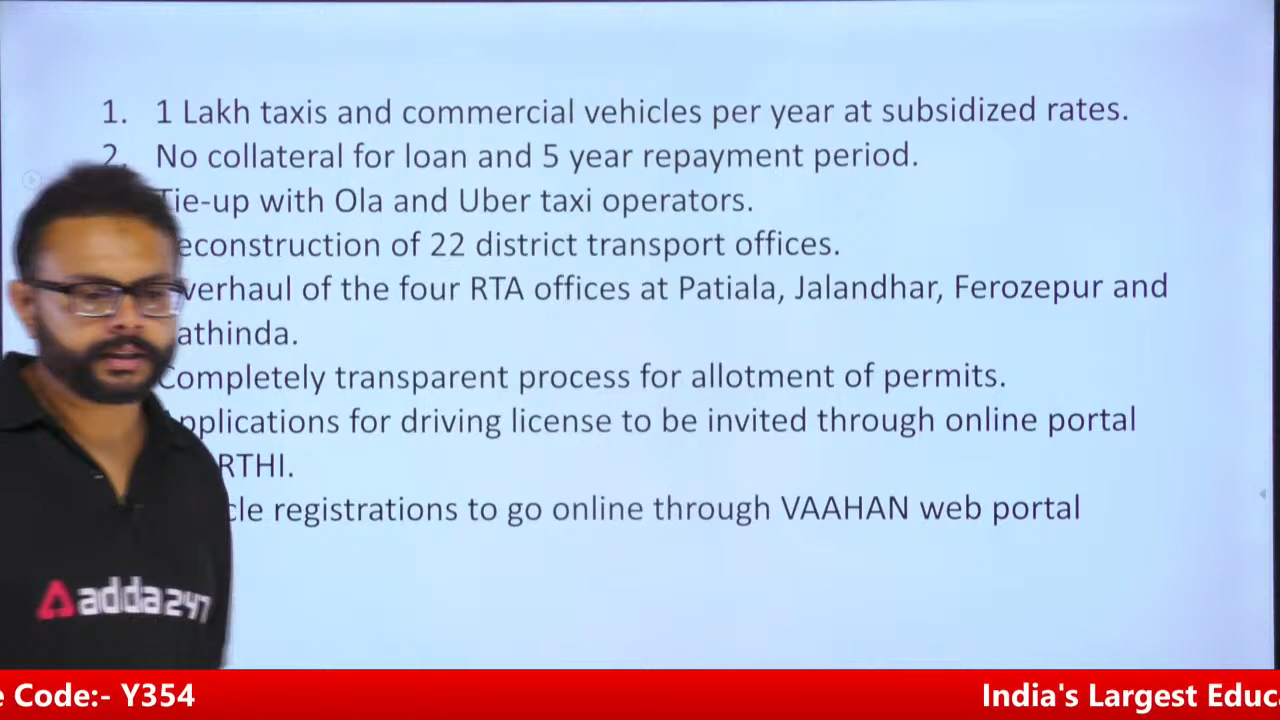 1. 1 Lakh taxis and commercial vehicles per year at subsidized rates.
2. No collateral for loan and 5 year repayment period.
Tie-up with Ola and Uber taxi operators.
econstruction of 22 district transport offices.
verhaul of the four RTA offices at Patiala, Jalandhar, Ferozepur and
athinda.
Completely transparent process for allotment of permits.
pplications for driving license to be invited through online portal
RTHI.
cle registrations to go online through VAAHAN web portal
adda247
e Code:- Y354 India's Largest Educ